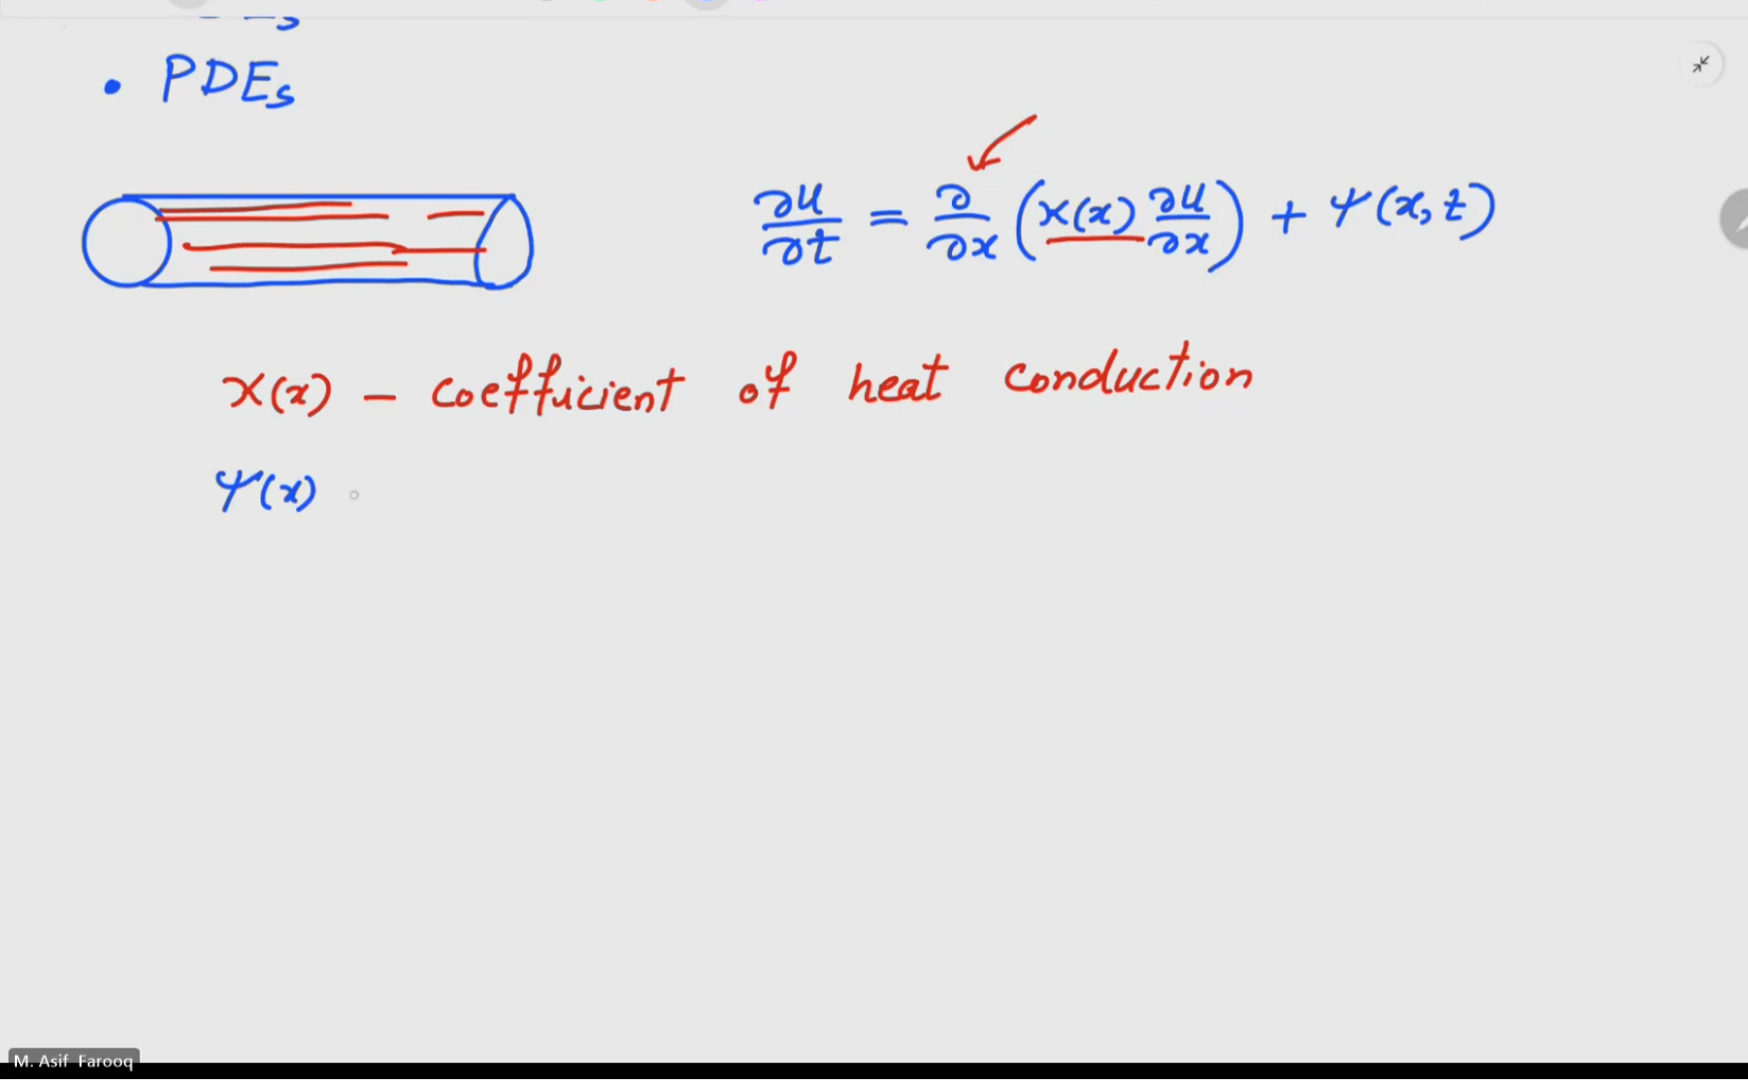 • PDEs
∂u/∂t = ∂/∂x (χ(x) ∂u/∂x) + ψ(x,t)
χ(x) – coefficient of heat conduction
ψ(x)
M. Asif Farooq